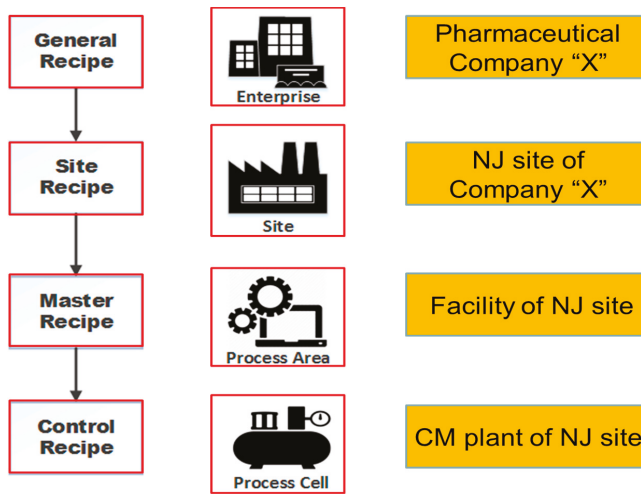 General
Recipe
Enterprise
Pharmaceutical
Company “X”
Site
Recipe
Site
NJ site of
Company “X”
Master
Recipe
Process Area
Facility of NJ site
Control
Recipe
Process Cell
CM plant of NJ site